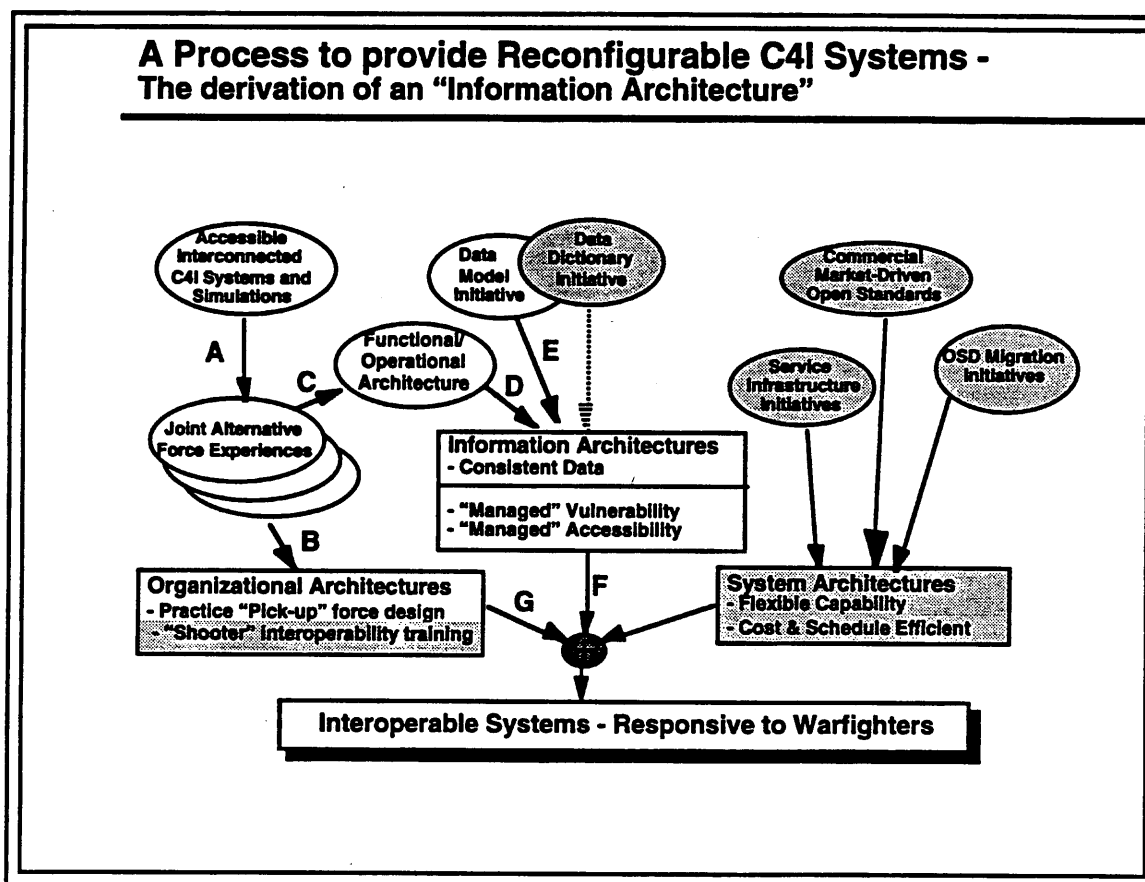 A Process to provide Reconfigurable C4I Systems -
The derivation of an “Information Architecture”
Accessible
Interconnected
C4I Systems and
Simulations
Data
Model
Initiative
Data
Dictionary
Initiative
Commercial
Market-Driven
Open Standards
A
C
Functional/
Operational
Architecture
D
E
Service
Infrastructure
Initiatives
OSD Migration
Initiatives
Joint Alternative
Force Experiences
Information Architectures
- Consistent Data
- “Managed” Vulnerability
- “Managed” Accessibility
B
Organizational Architectures
- Practice “Pick-up” force design
- “Shooter” interoperability training
G
F
System Architectures
- Flexible Capability
- Cost & Schedule Efficient
Interoperable Systems - Responsive to Warfighters